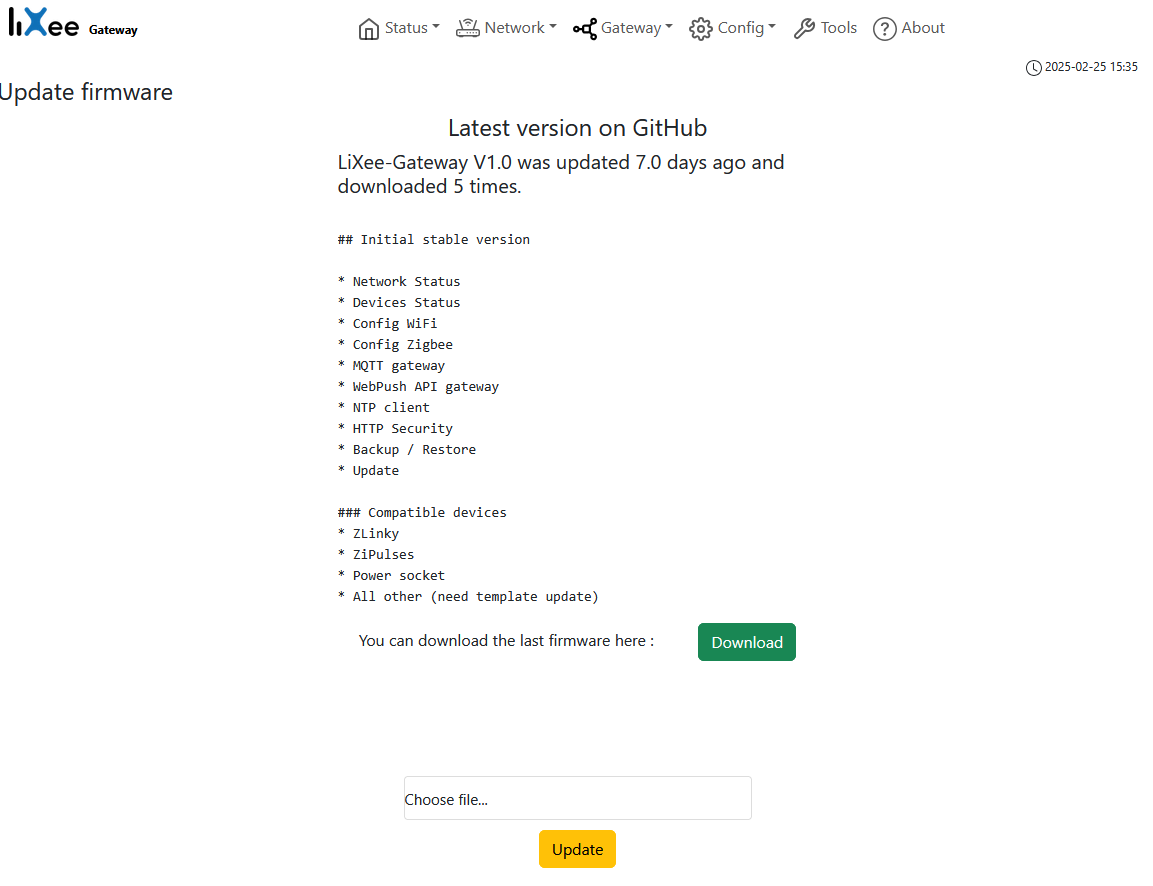 LiXee Gateway
Status Network Gateway Config Tools About
2025-02-25 15:35
Update firmware
Latest version on GitHub
LiXee-Gateway V1.0 was updated 7.0 days ago and
downloaded 5 times.
## Initial stable version
* Network Status
* Devices Status
* Config WiFi
* Config Zigbee
* MQTT gateway
* WebPush API gateway
* NTP client
* HTTP Security
* Backup / Restore
* Update
### Compatible devices
* ZLinky
* ZiPulses
* Power socket
* All other (need template update)
You can download the last firmware here : Download
Choose file...
Update